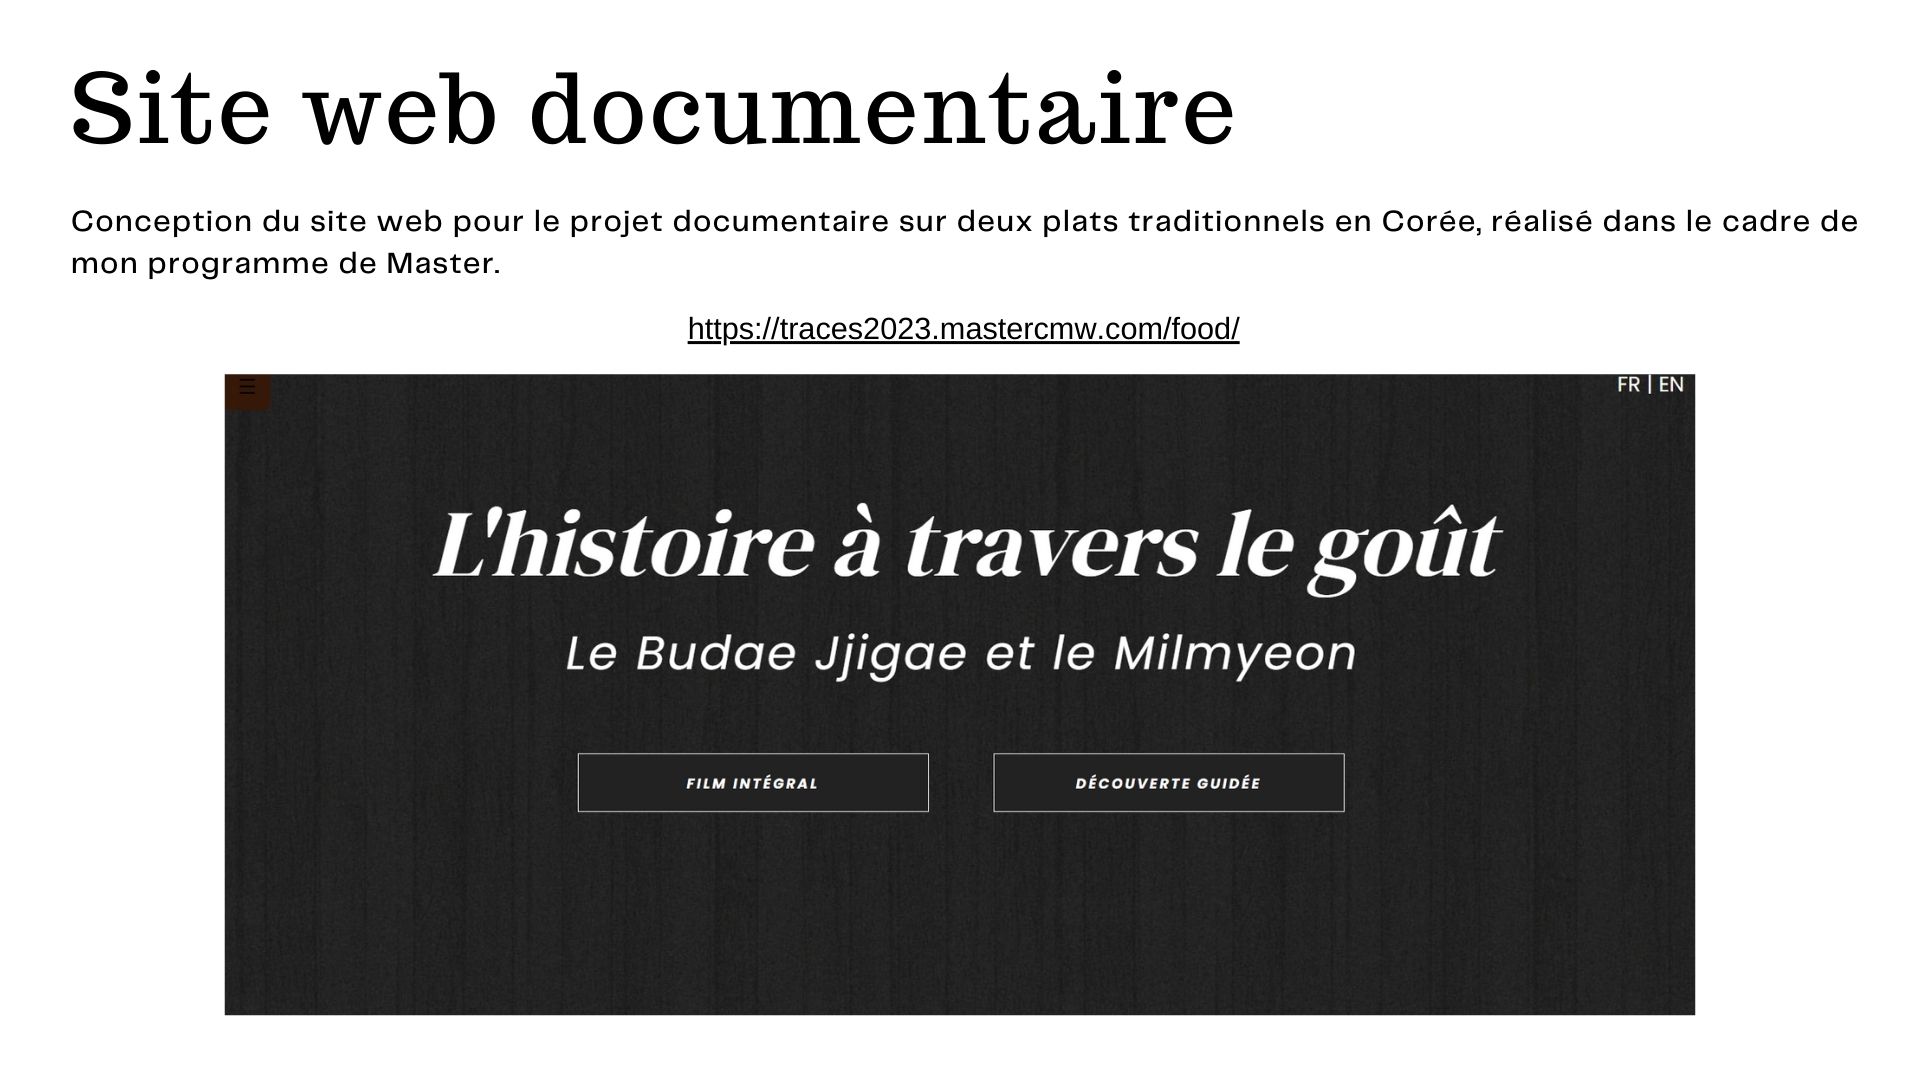 Site web documentaire
Conception du site web pour le projet documentaire sur deux plats traditionnels en Corée, réalisé dans le cadre de
mon programme de Master.
https://traces2023.mastercmw.com/food/
FR | EN
L'histoire à travers le goût
Le Budae Jjigae et le Milmyeon
FILM INTÉGRAL
DÉCOUVERTE GUIDÉE